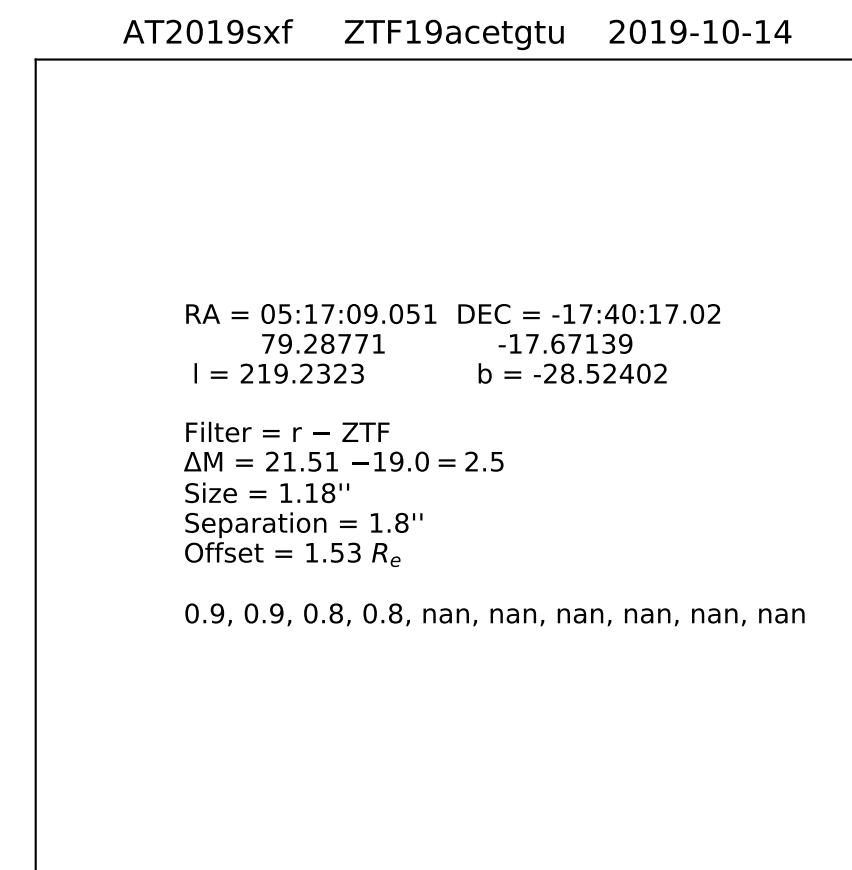 AT2019sxf ZTF19acetgtu 2019-10-14
RA = 05:17:09.051 DEC = -17:40:17.02
79.28771 -17.67139
l = 219.2323 b = -28.52402
Filter = r − ZTF
ΔM = 21.51 −19.0 = 2.5
Size = 1.18''
Separation = 1.8''
Offset = 1.53 Re
0.9, 0.9, 0.8, 0.8, nan, nan, nan, nan, nan, nan